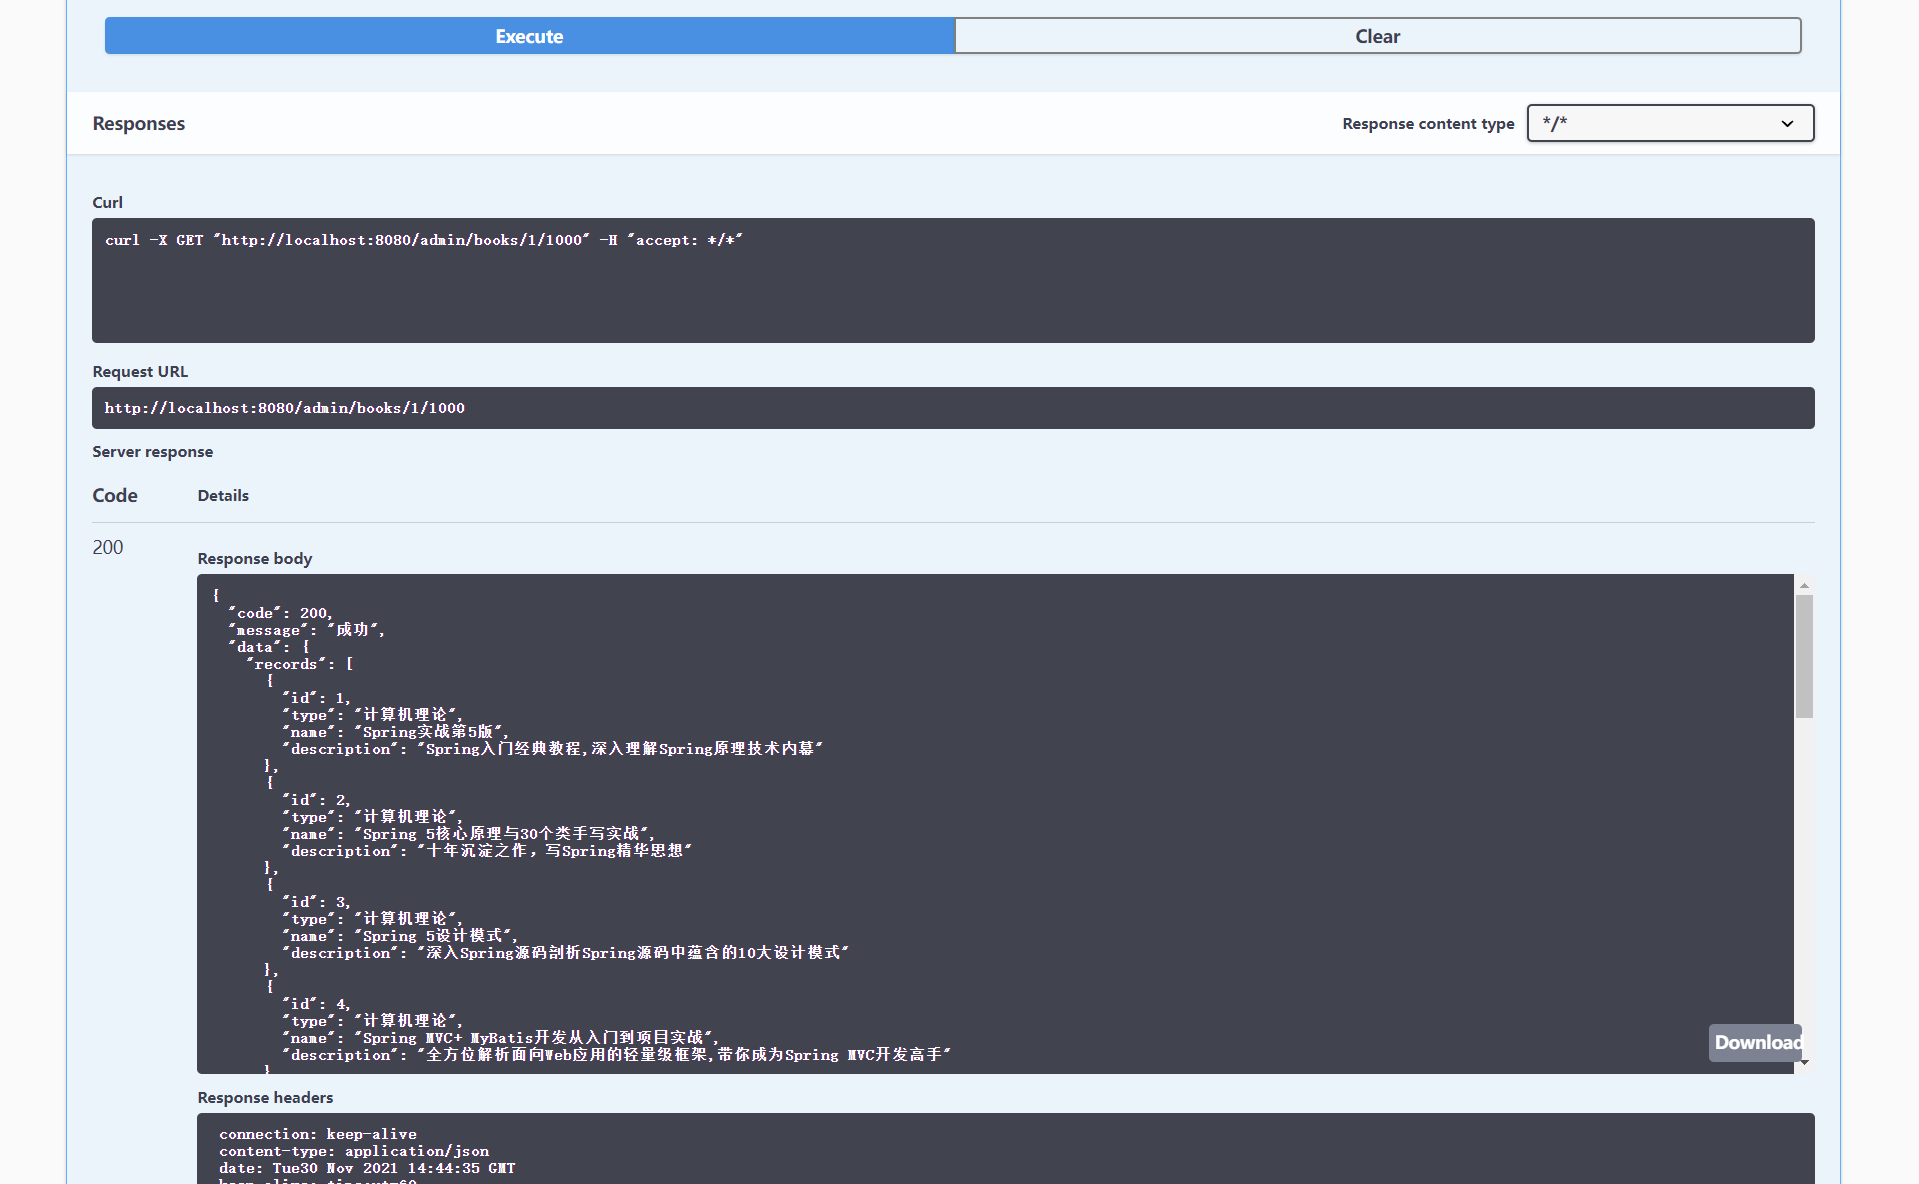 Execute
Clear
Responses
Response content type
*/*
Curl
curl -X GET "http://localhost:8080/admin/books/1/1000" -H "accept: */*"
Request URL
http://localhost:8080/admin/books/1/1000
Server response
Code
Details
200
Response body
{
"code": 200,
"message": "成功",
"data": {
"records": [
{
"id": 1,
"type": "计算机理论",
"name": "Spring实战第5版",
"description": "Spring入门经典教程,深入理解Spring原理技术内幕"
},
{
"id": 2,
"type": "计算机理论",
"name": "Spring 5核心原理与30个类手写实战",
"description": "十年沉淀之作，写Spring精华思想"
},
{
"id": 3,
"type": "计算机理论",
"name": "Spring 5设计模式",
"description": "深入Spring源码剖析Spring源码中蕴含的10大设计模式"
},
{
"id": 4,
"type": "计算机理论",
"name": "Spring MVC+ MyBatis开发从入门到项目实战",
"description": "全方位解析面向Web应用的轻量级框架,带你成为Spring MVC开发高手"
}
Download
Response headers
connection: keep-alive
content-type: application/json
date: Tue30 Nov 2021 14:44:35 GMT